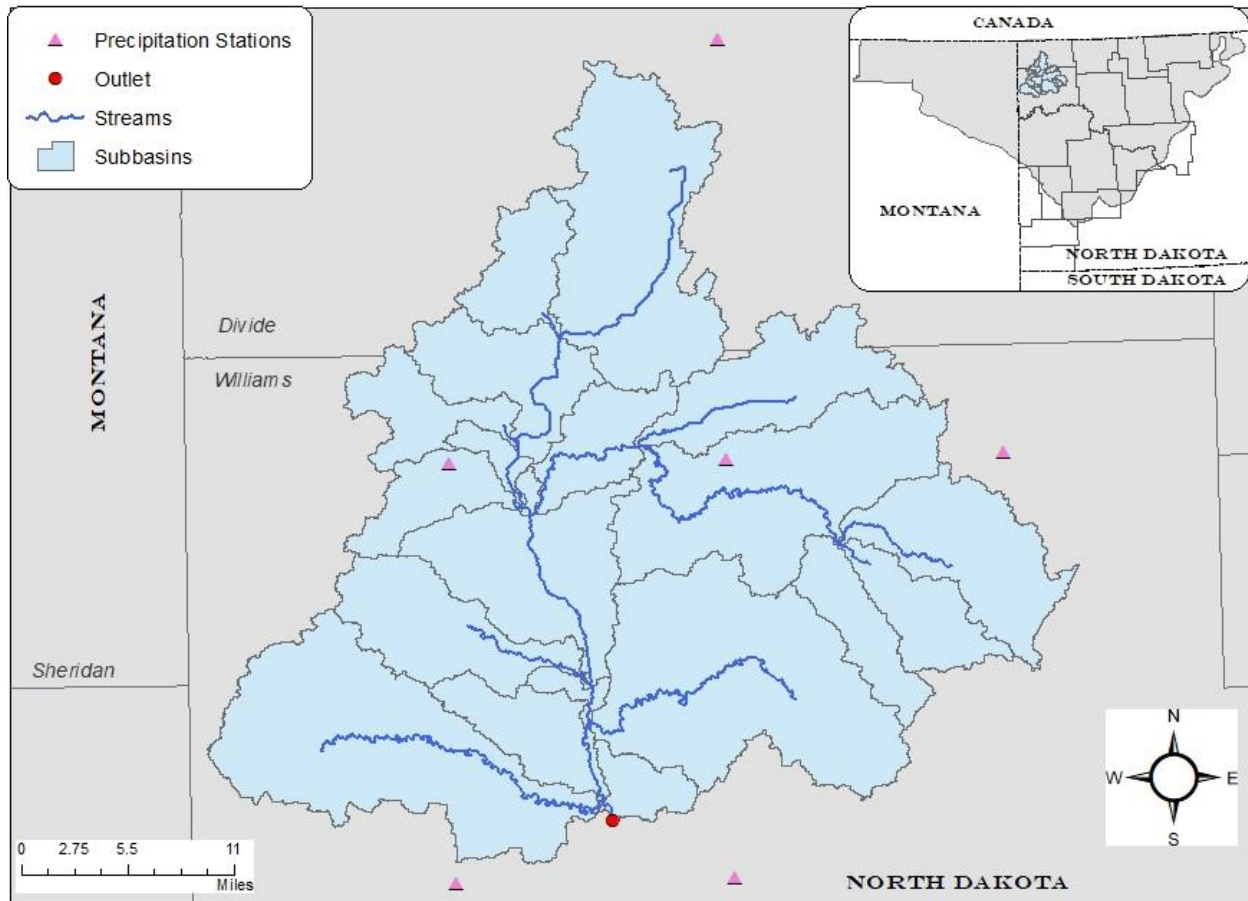 Precipitation Stations
Outlet
Streams
Subbasins
CANADA
MONTANA
NORTH DAKOTA
SOUTH DAKOTA
MONTANA
Divide
Williams
Sheridan
N
W E
S
0 2.75 5.5 11
Miles
NORTH DAKOTA